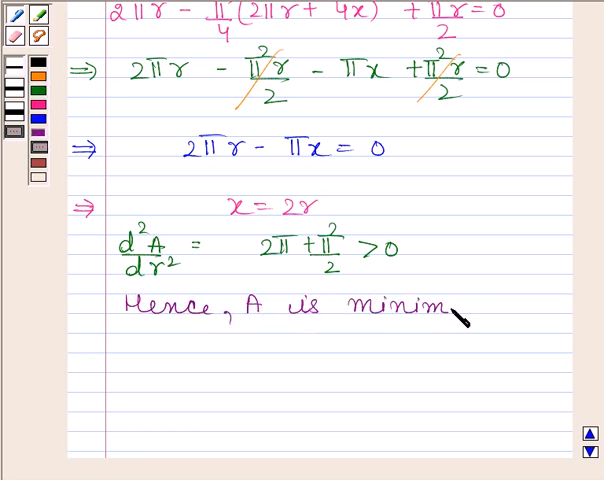 2πr - π/4 (2πr + 4x) + π²r/2 = 0
⇒ 2πr - π²r/2 - πx + π²r/2 = 0
⇒ 2πr - πx = 0
⇒ x = 2r
d²A/dr² = 2π + π²/2 > 0
Hence, A is minim